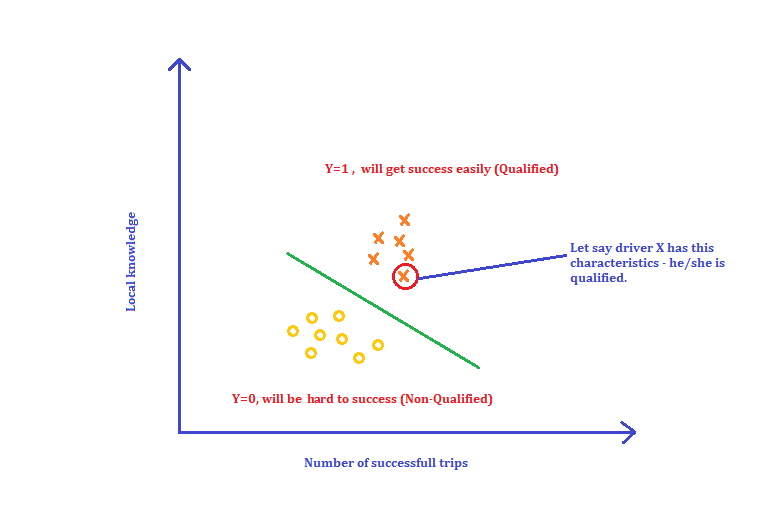 Y=1 , will get success easily (Qualified)
Local knowledge
Let say driver X has this
characteristics - he/she is
qualified.
Y=0, will be hard to success (Non-Qualified)
Number of successfull trips